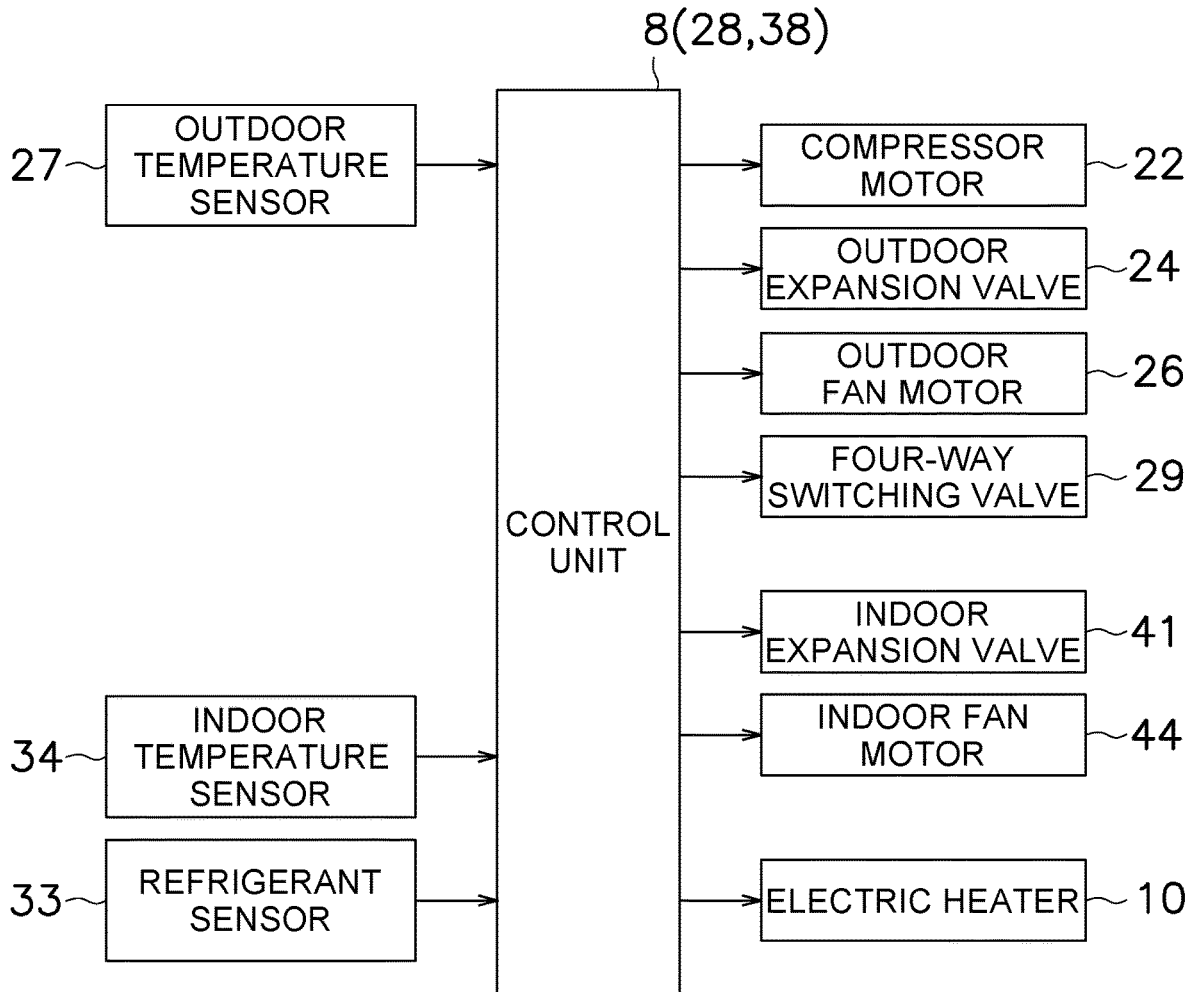 8(28,38)
OUTDOOR
TEMPERATURE
SENSOR
27
CONTROL
UNIT
COMPRESSOR
MOTOR
22
OUTDOOR
EXPANSION VALVE
24
OUTDOOR
FAN MOTOR
26
FOUR-WAY
SWITCHING VALVE
29
INDOOR
EXPANSION VALVE
41
INDOOR
TEMPERATURE
SENSOR
34
INDOOR FAN
MOTOR
44
REFRIGERANT
SENSOR
33
ELECTRIC HEATER
10